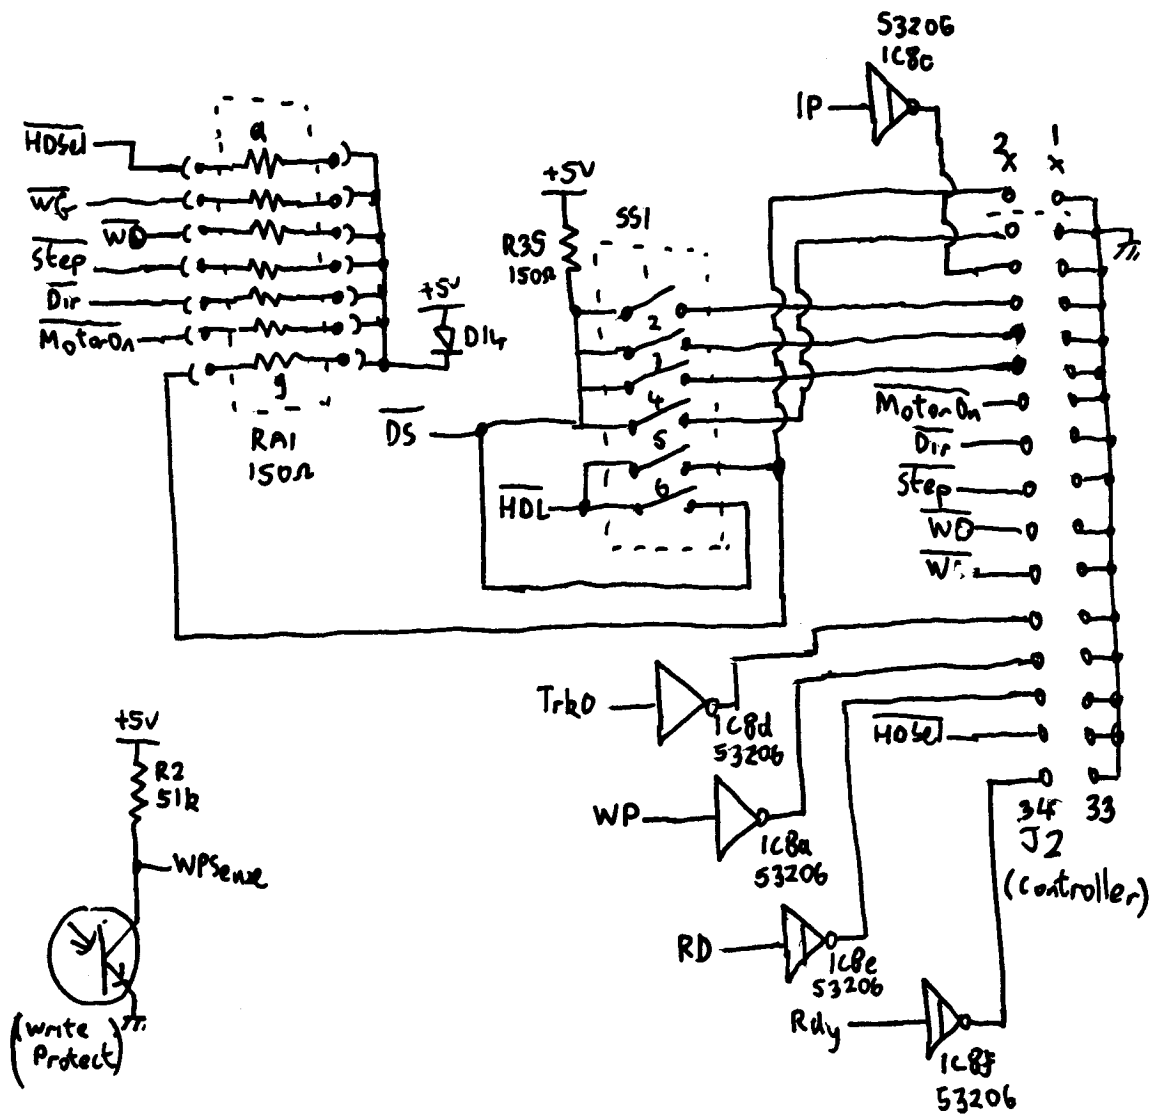 53206
IC8c
IP
2 1
x x
HDSel
a
WG
WD
Step
Dir
MotorOn
g
RA1
150Ω
+5V
D14
+5V
R35
150Ω
SS1
1
2
3
4
5
6
DS
HDL
MotorOn
Dir
Step
WD
HDSel
34 33
J2
(Controller)
Trk0
IC8d
53206
WP
IC8a
53206
RD
IC8e
53206
Rdy
IC8f
53206
+5V
R2
51k
WPSense
(Write
Protect)